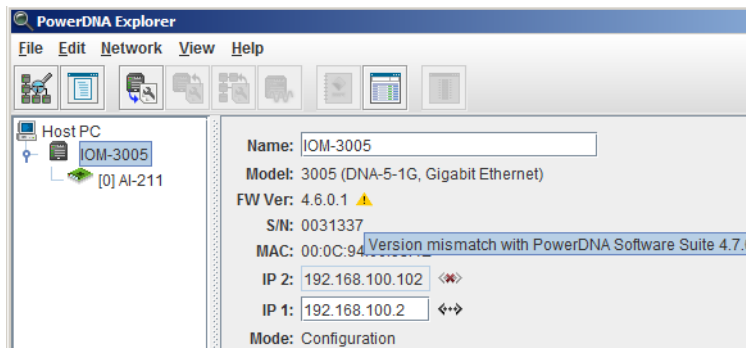 PowerDNA Explorer
File Edit Network View Help
Host PC
IOM-3005
[0] AI-211
Name: IOM-3005
Model: 3005 (DNA-5-1G, Gigabit Ethernet)
FW Ver: 4.6.0.1
S/N: 0031337
Version mismatch with PowerDNA Software Suite 4.7.
MAC: 00:0C:94
IP 2: 192.168.100.102
IP 1: 192.168.100.2
Mode: Configuration